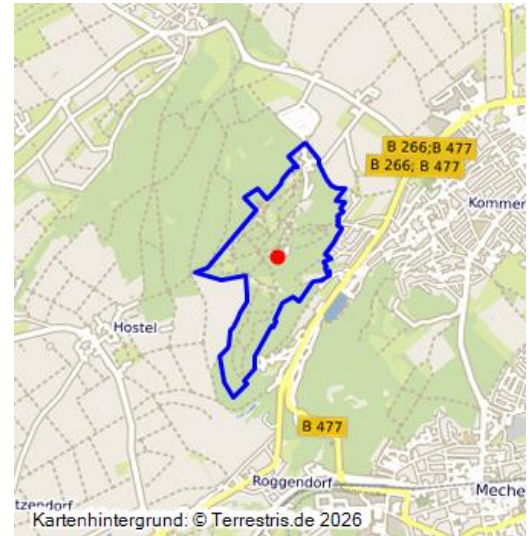 B 266;B 477
B 266; B 477
Kommer
Hostel
B 477
Roggendorf
Meche
tzendorf
Kartenhintergrund: © Terrestris.de 2026